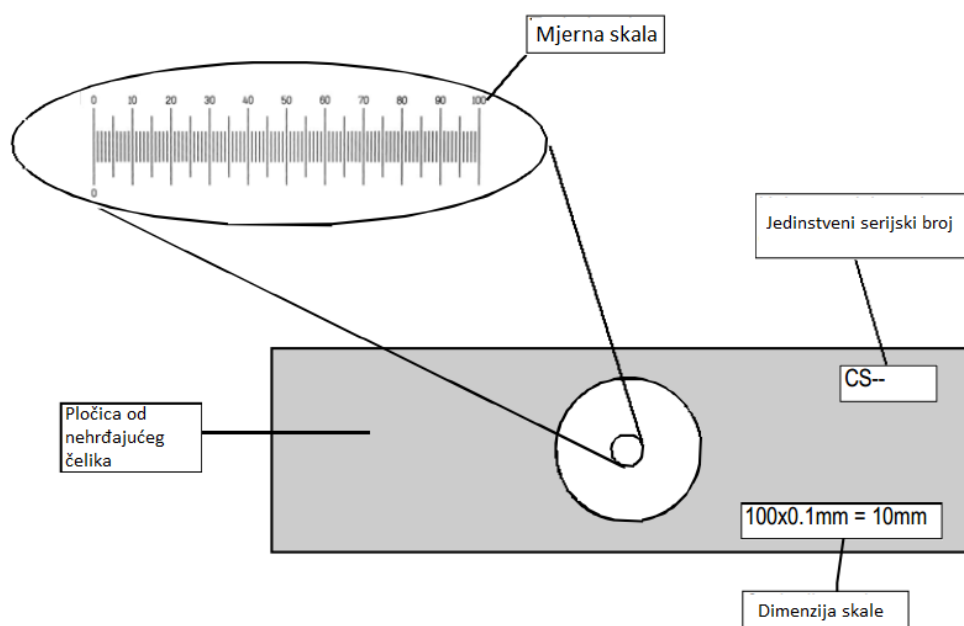 Mjerna skala
0 10 20 30 40 50 60 70 80 90 100
0
Jedinstveni serijski broj
CS--
Pločica od
nehrđajućeg
čelika
100x0.1mm = 10mm
Dimenzija skale